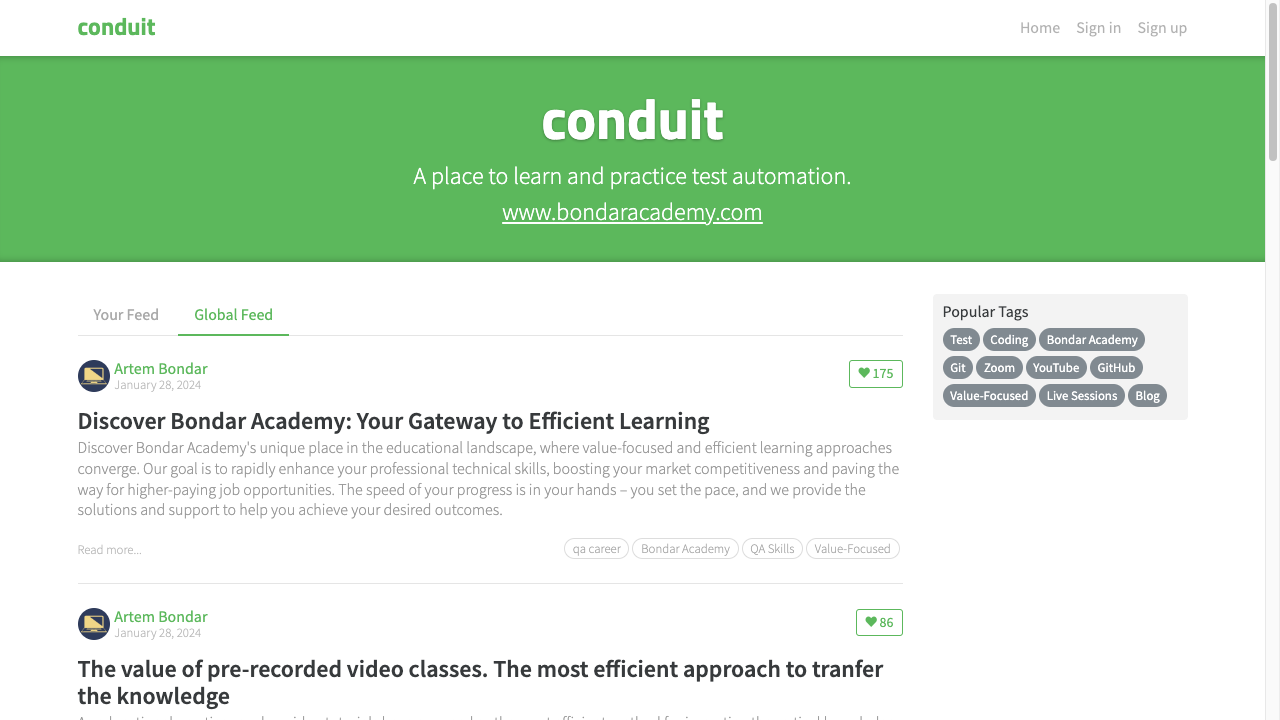 conduit
Home Sign in Sign up
conduit
A place to learn and practice test automation.
www.bondaracademy.com
Your Feed Global Feed
Popular Tags
Test Coding Bondar Academy
Git Zoom YouTube GitHub
Value-Focused Live Sessions Blog
Artem Bondar
January 28, 2024
175
Discover Bondar Academy: Your Gateway to Efficient Learning
Discover Bondar Academy's unique place in the educational landscape, where value-focused and efficient learning approaches
converge. Our goal is to rapidly enhance your professional technical skills, boosting your market competitiveness and paving the
way for higher-paying job opportunities. The speed of your progress is in your hands – you set the pace, and we provide the
solutions and support to help you achieve your desired outcomes.
Read more...
qa career Bondar Academy QA Skills Value-Focused
Artem Bondar
January 28, 2024
86
The value of pre-recorded video classes. The most efficient approach to tranfer
the knowledge